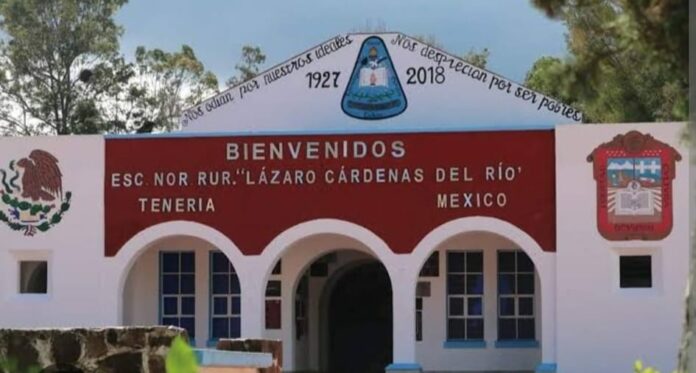 Nos odian por nuestros ideales Nos desprecian por ser pobres
1927 2018
BIENVENIDOS
ESC. NOR. RUR. "LÁZARO CÁRDENAS DEL RÍO"
TENERIA MEXICO